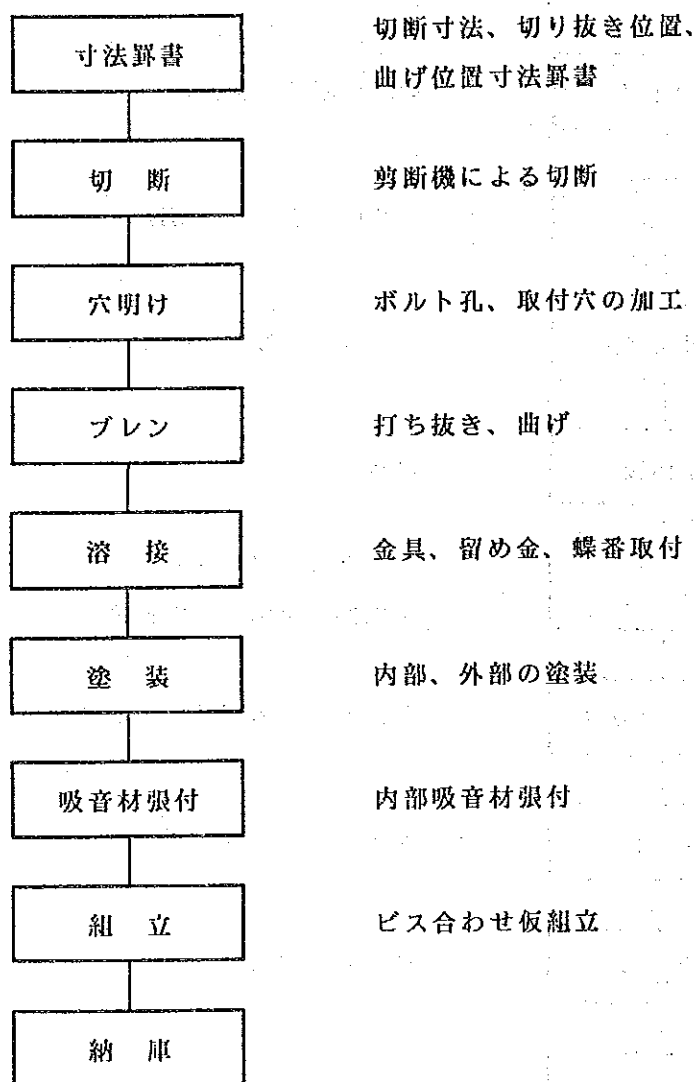 寸法罫書
切断寸法、切り抜き位置、
曲げ位置寸法罫書
切 断
剪断機による切断
穴明け
ボルト孔、取付穴の加工
ブレン
打ち抜き、曲げ
溶 接
金具、留め金、蝶番取付
塗 装
内部、外部の塗装
吸音材張付
内部吸音材張付
組 立
ビス合わせ仮組立
納 庫